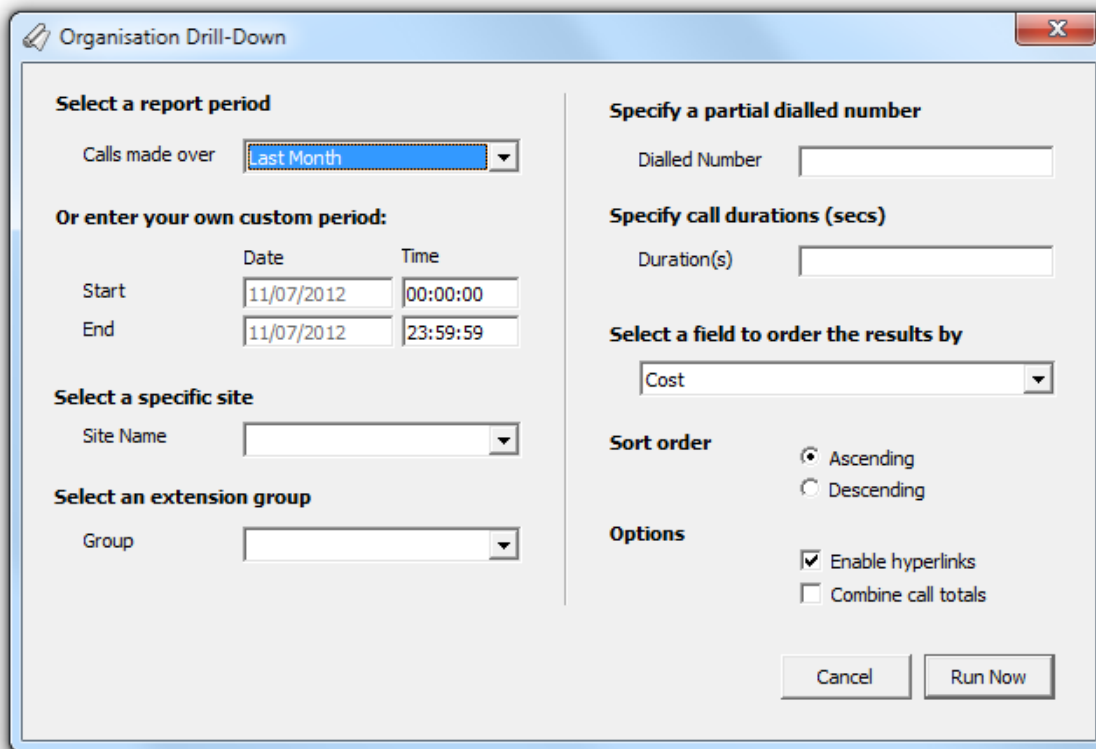 Organisation Drill-Down
Select a report period
Calls made over Last Month
Or enter your own custom period:
Date Time
Start 11/07/2012 00:00:00
End 11/07/2012 23:59:59
Select a specific site
Site Name
Select an extension group
Group
Specify a partial dialled number
Dialled Number
Specify call durations (secs)
Duration(s)
Select a field to order the results by
Cost
Sort order
Ascending
Descending
Options
Enable hyperlinks
Combine call totals
Cancel Run Now